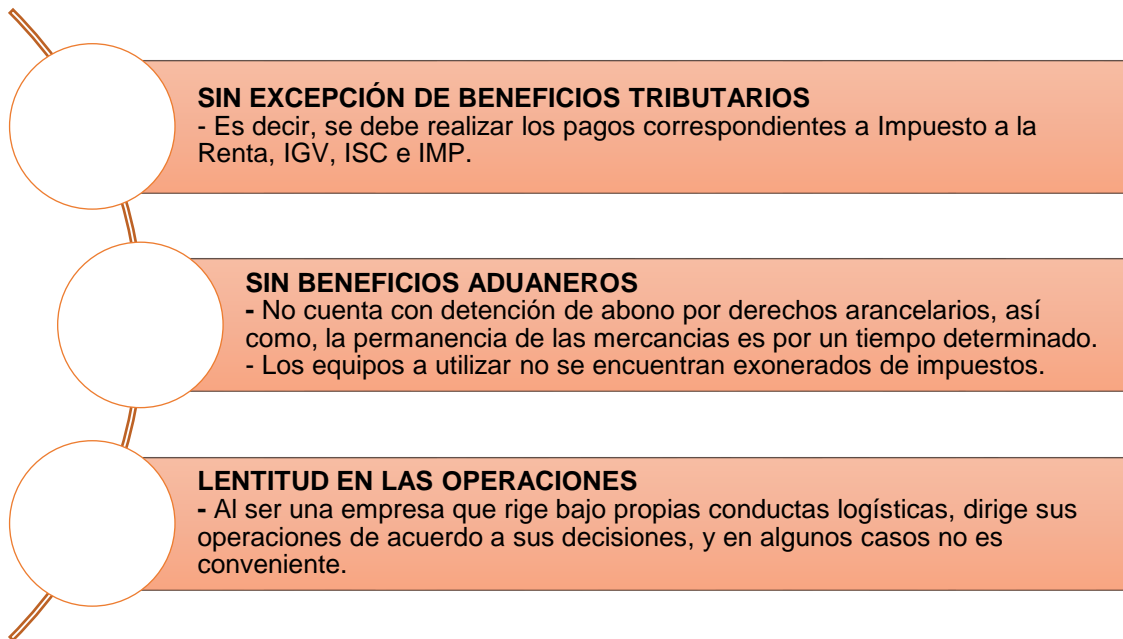 SIN EXCEPCIÓN DE BENEFICIOS TRIBUTARIOS
- Es decir, se debe realizar los pagos correspondientes a Impuesto a la
Renta, IGV, ISC e IMP.
SIN BENEFICIOS ADUANEROS
- No cuenta con detención de abono por derechos arancelarios, así
como, la permanencia de las mercancias es por un tiempo determinado.
- Los equipos a utilizar no se encuentran exonerados de impuestos.
LENTITUD EN LAS OPERACIONES
- Al ser una empresa que rige bajo propias conductas logísticas, dirige sus
operaciones de acuerdo a sus decisiones, y en algunos casos no es
conveniente.